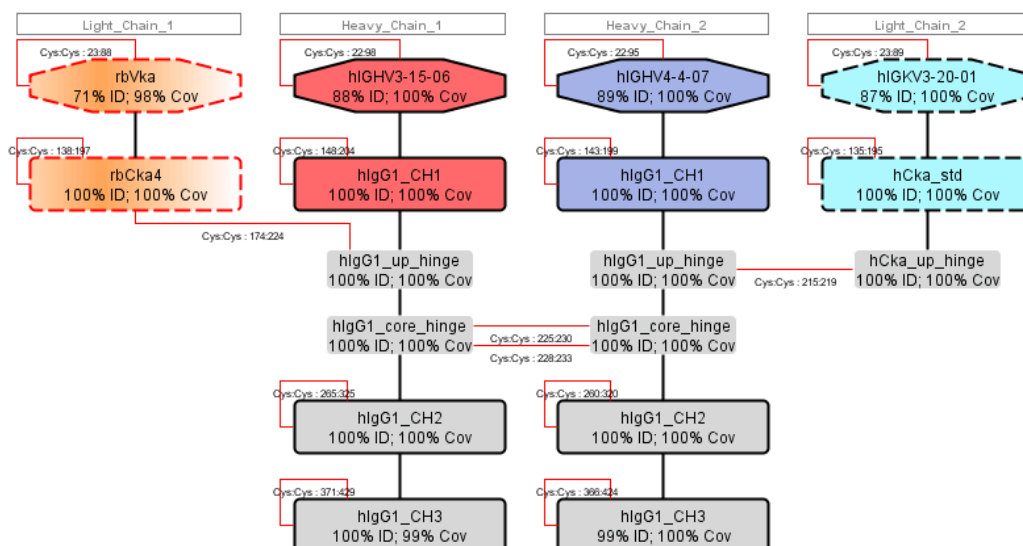 Light_Chain_1
Heavy_Chain_1
Heavy_Chain_2
Light_Chain_2
Cys:Cys : 23:88
Cys:Cys : 22:98
Cys:Cys : 22:95
Cys:Cys : 23:89
rbVka
71% ID; 98% Cov
hIGHV3-15-06
88% ID; 100% Cov
hIGHV4-4-07
89% ID; 100% Cov
hIGKV3-20-01
87% ID; 100% Cov
Cys:Cys : 138:197
Cys:Cys : 148:204
Cys:Cys : 143:199
Cys:Cys : 135:195
rbCka4
100% ID; 100% Cov
hIgG1_CH1
100% ID; 100% Cov
hIgG1_CH1
100% ID; 100% Cov
hCka_std
100% ID; 100% Cov
Cys:Cys : 174:224
hIgG1_up_hinge
100% ID; 100% Cov
hIgG1_up_hinge
100% ID; 100% Cov
hCka_up_hinge
100% ID; 100% Cov
Cys:Cys : 215:219
hIgG1_core_hinge
100% ID; 100% Cov
Cys:Cys : 225:230
Cys:Cys : 228:233
hIgG1_core_hinge
100% ID; 100% Cov
Cys:Cys : 265:325
Cys:Cys : 260:320
hIgG1_CH2
100% ID; 100% Cov
hIgG1_CH2
100% ID; 100% Cov
Cys:Cys : 371:429
Cys:Cys : 366:424
hIgG1_CH3
100% ID; 99% Cov
hIgG1_CH3
99% ID; 100% Cov